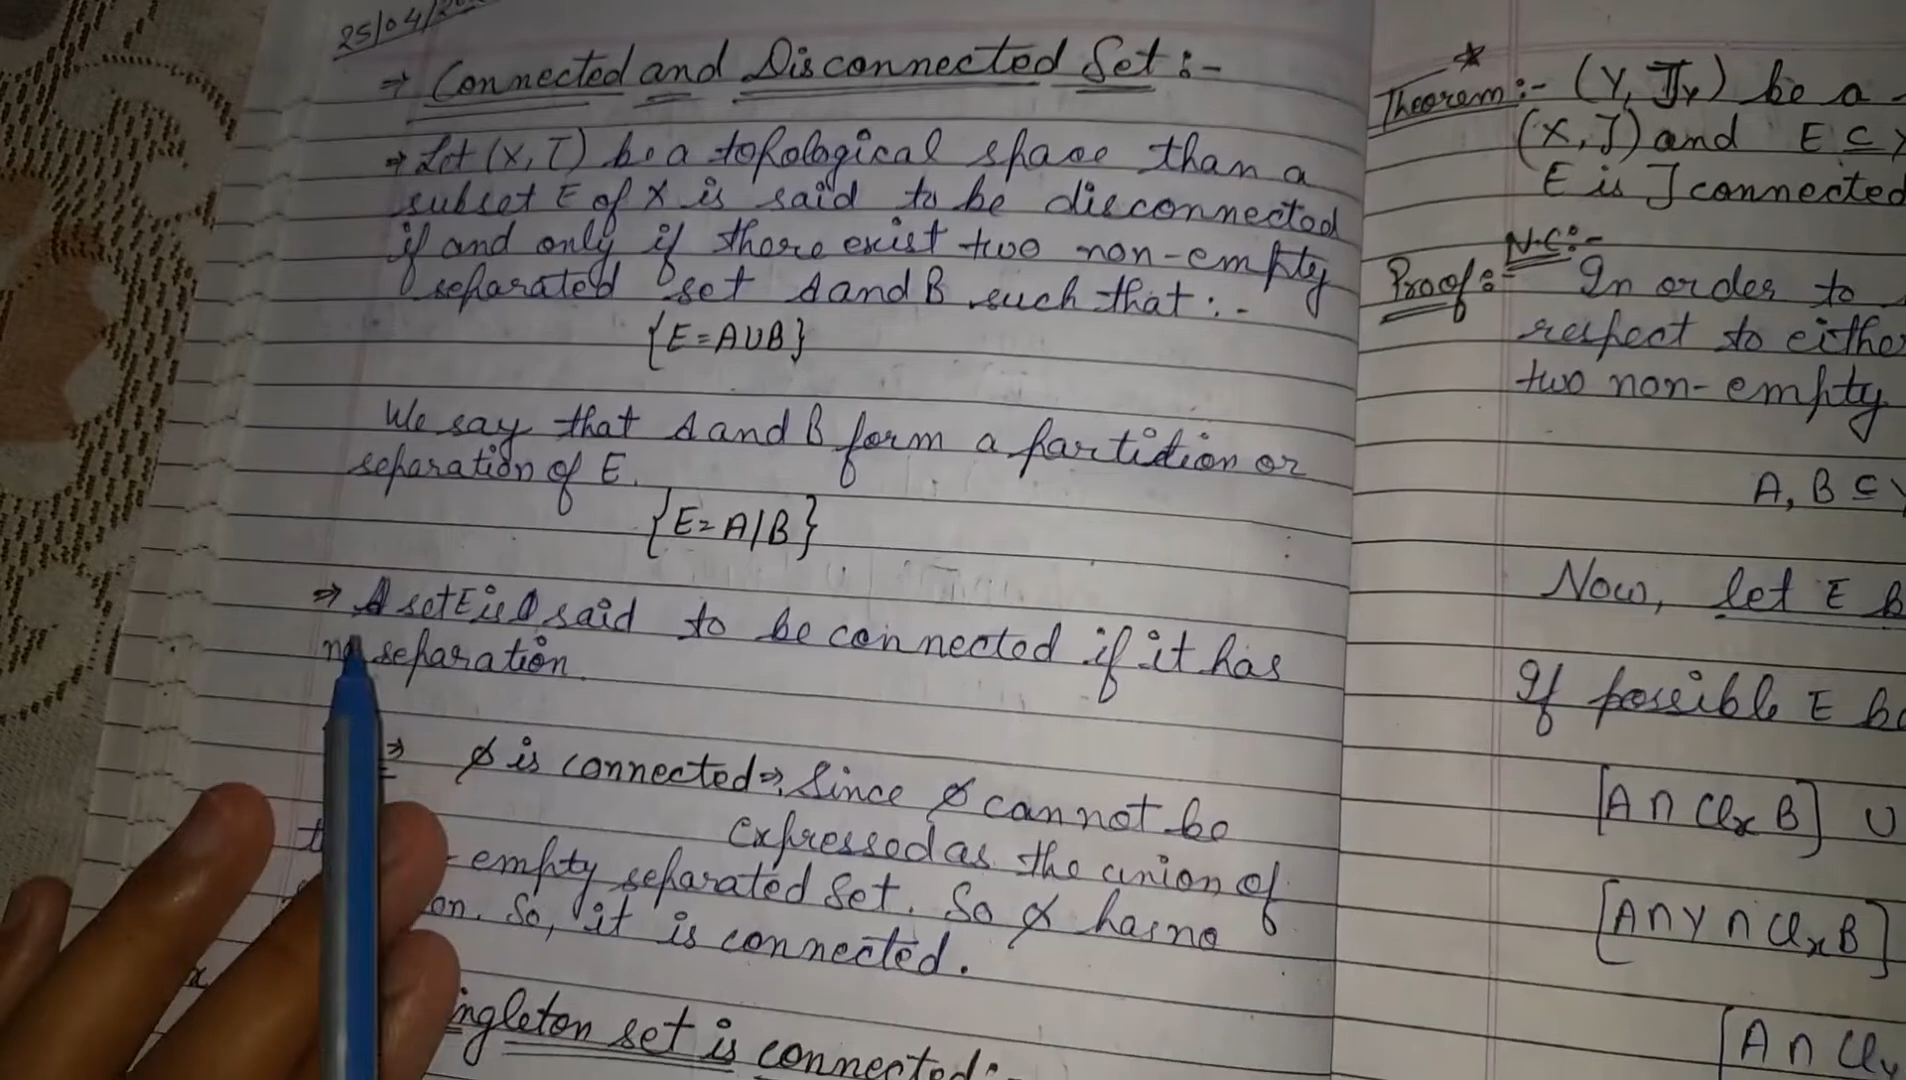 25/04/
→ Connected and Disconnected Set :-
→ Let (X, T) be a topological space than a
subset E of X is said to be disconnected
if and only if there exist two non-empty
separated set A and B such that : -
{E=AUB}
We say that A and B form a partition or
separation of E.
{E=A/B}
⇒ A set E is said to be connected if it has
no separation.
⇒ ϕ is connected ⇒ Since ϕ cannot be
expressed as the union of
- empty separated set. So ϕ has no
on. So, it is connected.
ingleton set is connected:-
*
Theorem :- (Y, Jy) be a
(X, J) and E ⊆
E is J connected
N.C:-
Proof:- In order to
respect to either
two non-empty
A, B ⊆
Now, let E b
If possible E be
[A ∩ Clx B] ∪
[A ∩ Y ∩ Clx B]
[A ∩ Cly